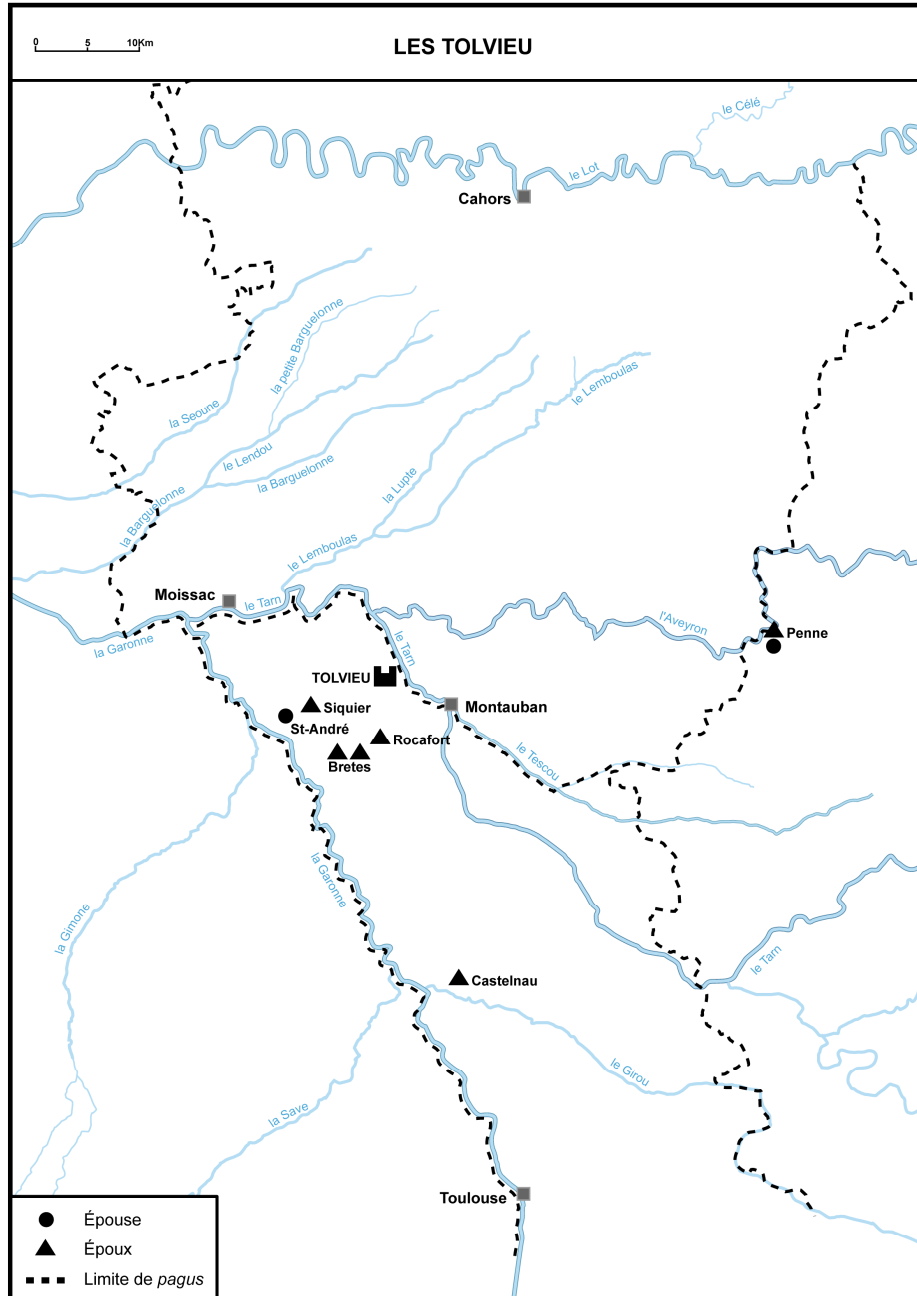 0 5 10Km
LES TOLVIEU
le Célé
le Lot
Cahors
la petite Barguelonne
la Seoune
le Lemboulas
le Lendou
la Barguelonne
la Lupte
la Barguelonne
le Lemboulas
Moissac
le Tarn
la Garonne
l'Aveyron
Penne
le Tarn
TOLVIEU
Siquier
Montauban
St-André
Rocafort
Bretes
le Tescou
la Garonne
la Gimone
le Tarn
Castelnau
le Girou
la Save
Toulouse
Épouse
Époux
Limite de pagus